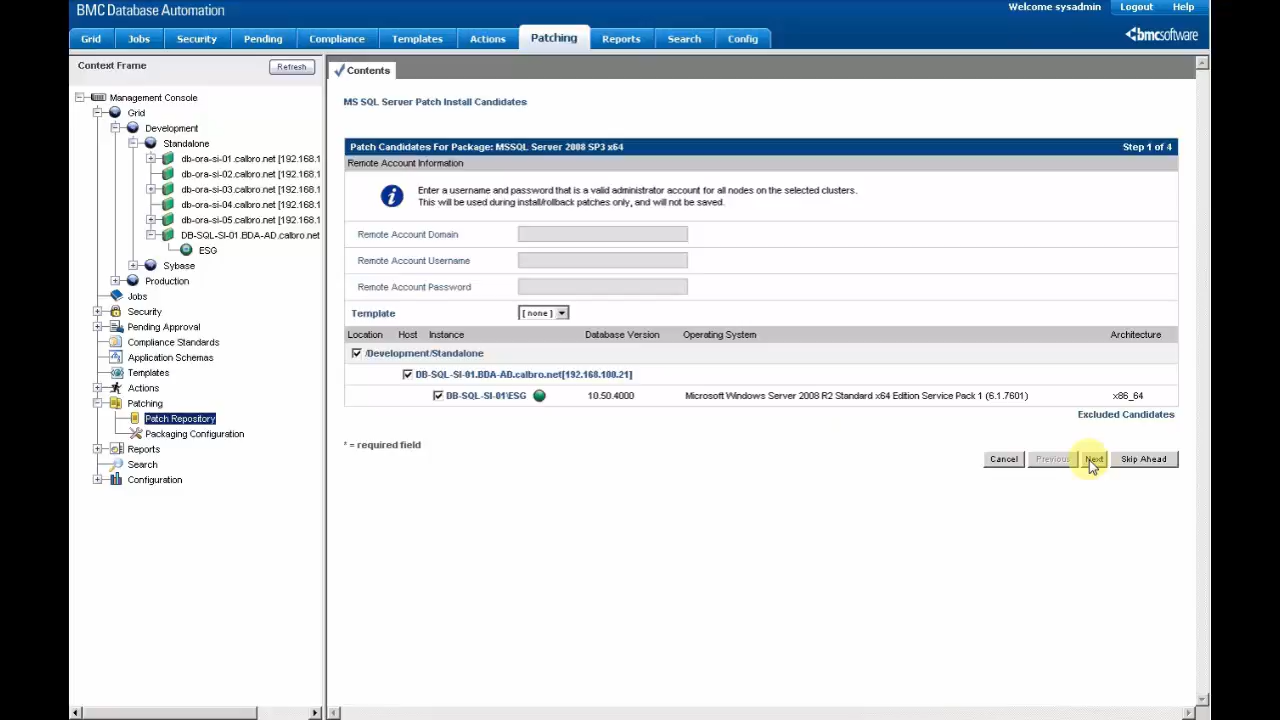 BMC Database Automation
Welcome sysadmin Logout Help
Grid Jobs Security Pending Compliance Templates Actions Patching Reports Search Config
bmcsoftware
Context Frame Refresh
Management Console
Grid
Development
Standalone
db-ora-si-01.calbro.net [192.168.1
db-ora-si-02.calbro.net [192.168.1
db-ora-si-03.calbro.net [192.168.1
db-ora-si-04.calbro.net [192.168.1
db-ora-si-05.calbro.net [192.168.1
DB-SQL-SI-01.BDA-AD.calbro.net
ESG
Sybase
Production
Jobs
Security
Pending Approval
Compliance Standards
Application Schemas
Templates
Actions
Patching
Patch Repository
Packaging Configuration
Reports
Search
Configuration
Contents
MS SQL Server Patch Install Candidates
Patch Candidates For Package: MSSQL Server 2008 SP3 x64 Step 1 of 4
Remote Account Information
Enter a username and password that is a valid administrator account for all nodes on the selected clusters.
This will be used during install/rollback patches only, and will not be saved.
Remote Account Domain
Remote Account Username
Remote Account Password
Template [ none ]
Location Host Instance Database Version Operating System Architecture
/Development/Standalone
DB-SQL-SI-01.BDA-AD.calbro.net[192.168.100.21]
DB-SQL-SI-01\ESG 10.50.4000 Microsoft Windows Server 2008 R2 Standard x64 Edition Service Pack 1 (6.1.7601) x86_64
Excluded Candidates
* = required field
Cancel Previous Next Skip Ahead